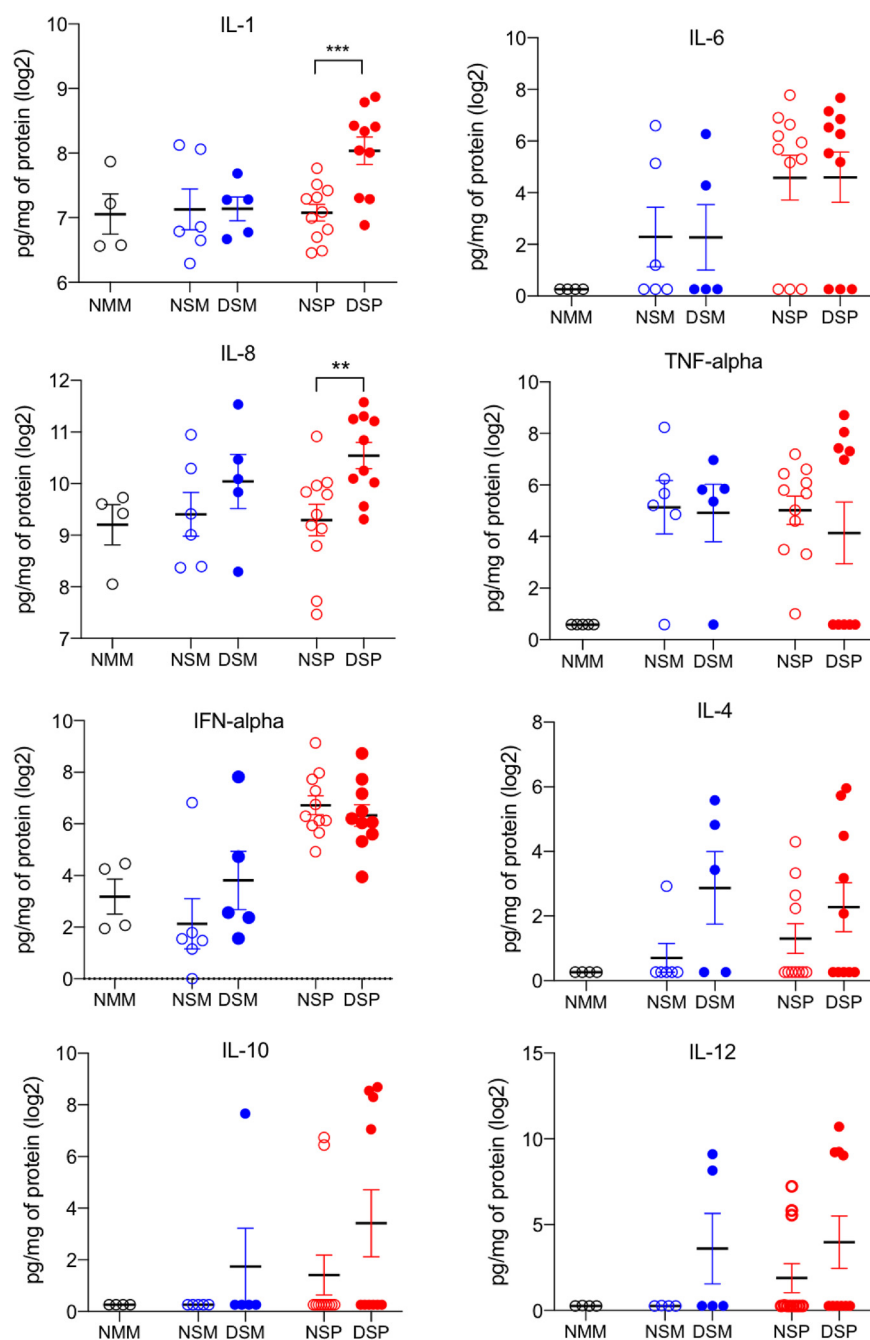 IL-1
pg/mg of protein (log2)
10
9
8
7
6
***
NMM NSM DSM NSP DSP
IL-6
pg/mg of protein (log2)
10
8
6
4
2
0
NMM NSM DSM NSP DSP
IL-8
pg/mg of protein (log2)
12
11
10
9
8
7
**
NMM NSM DSM NSP DSP
TNF-alpha
pg/mg of protein (log2)
10
8
6
4
2
0
NMM NSM DSM NSP DSP
IFN-alpha
pg/mg of protein (log2)
10
8
6
4
2
0
NMM NSM DSM NSP DSP
IL-4
pg/mg of protein (log2)
8
6
4
2
0
NMM NSM DSM NSP DSP
IL-10
pg/mg of protein (log2)
10
8
6
4
2
0
NMM NSM DSM NSP DSP
IL-12
pg/mg of protein (log2)
15
10
5
0
NMM NSM DSM NSP DSP